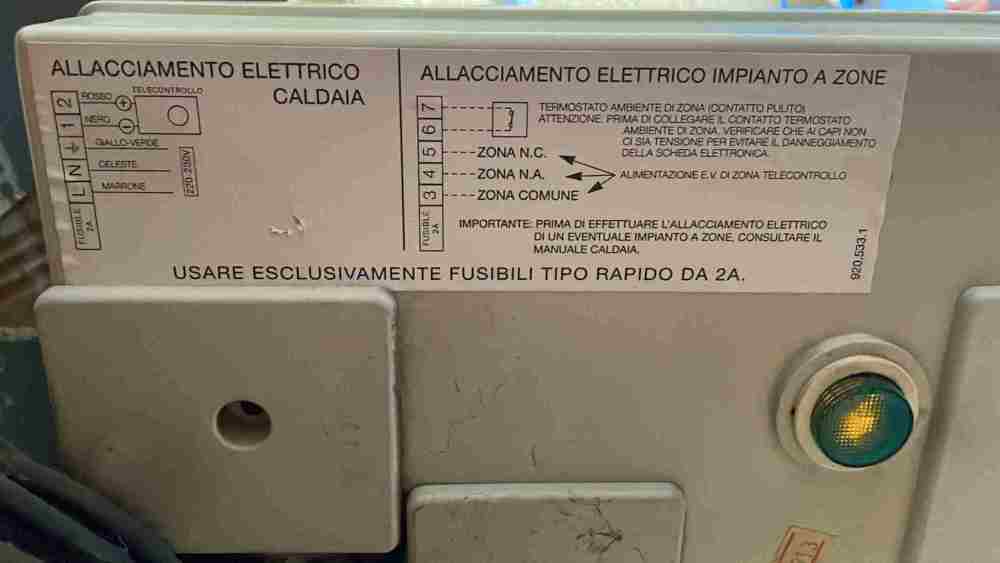 ALLACCIAMENTO ELETTRICO
CALDAIA
2
ROSSO
+
TELECONTROLLO
1
NERO
−
GIALLO-VERDE
N
CELESTE
L
MARRONE
220-230V
FUSIBILE
2A
ALLACCIAMENTO ELETTRICO IMPIANTO A ZONE
7
6
TERMOSTATO AMBIENTE DI ZONA (CONTATTO PULITO)
ATTENZIONE: PRIMA DI COLLEGARE IL CONTATTO TERMOSTATO
AMBIENTE DI ZONA, VERIFICARE CHE AI CAPI NON
CI SIA TENSIONE PER EVITARE IL DANNEGGIAMENTO
DELLA SCHEDA ELETTRONICA.
5
ZONA N.C.
4
ZONA N.A.
ALIMENTAZIONE E.V. DI ZONA TELECONTROLLO
3
ZONA COMUNE
FUSIBILE
2A
IMPORTANTE: PRIMA DI EFFETTUARE L'ALLACCIAMENTO ELETTRICO
DI UN EVENTUALE IMPIANTO A ZONE, CONSULTARE IL
MANUALE CALDAIA.
920.533.1
USARE ESCLUSIVAMENTE FUSIBILI TIPO RAPIDO DA 2A.